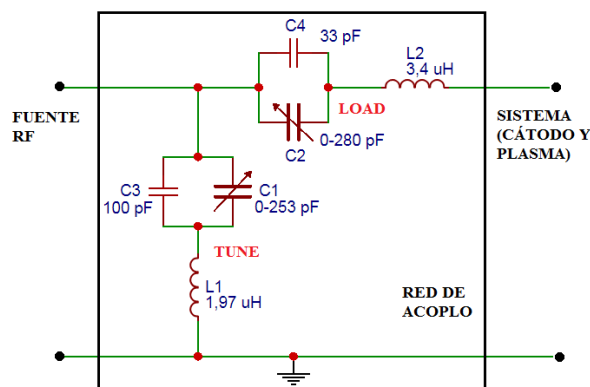 C4
33 pF
L2
3,4 uH
LOAD
FUENTE
RF
SISTEMA
(CÁTODO Y
PLASMA)
0-280 pF
C2
C3
100 pF
C1
0-253 pF
TUNE
L1
1,97 uH
RED DE
ACOPLO